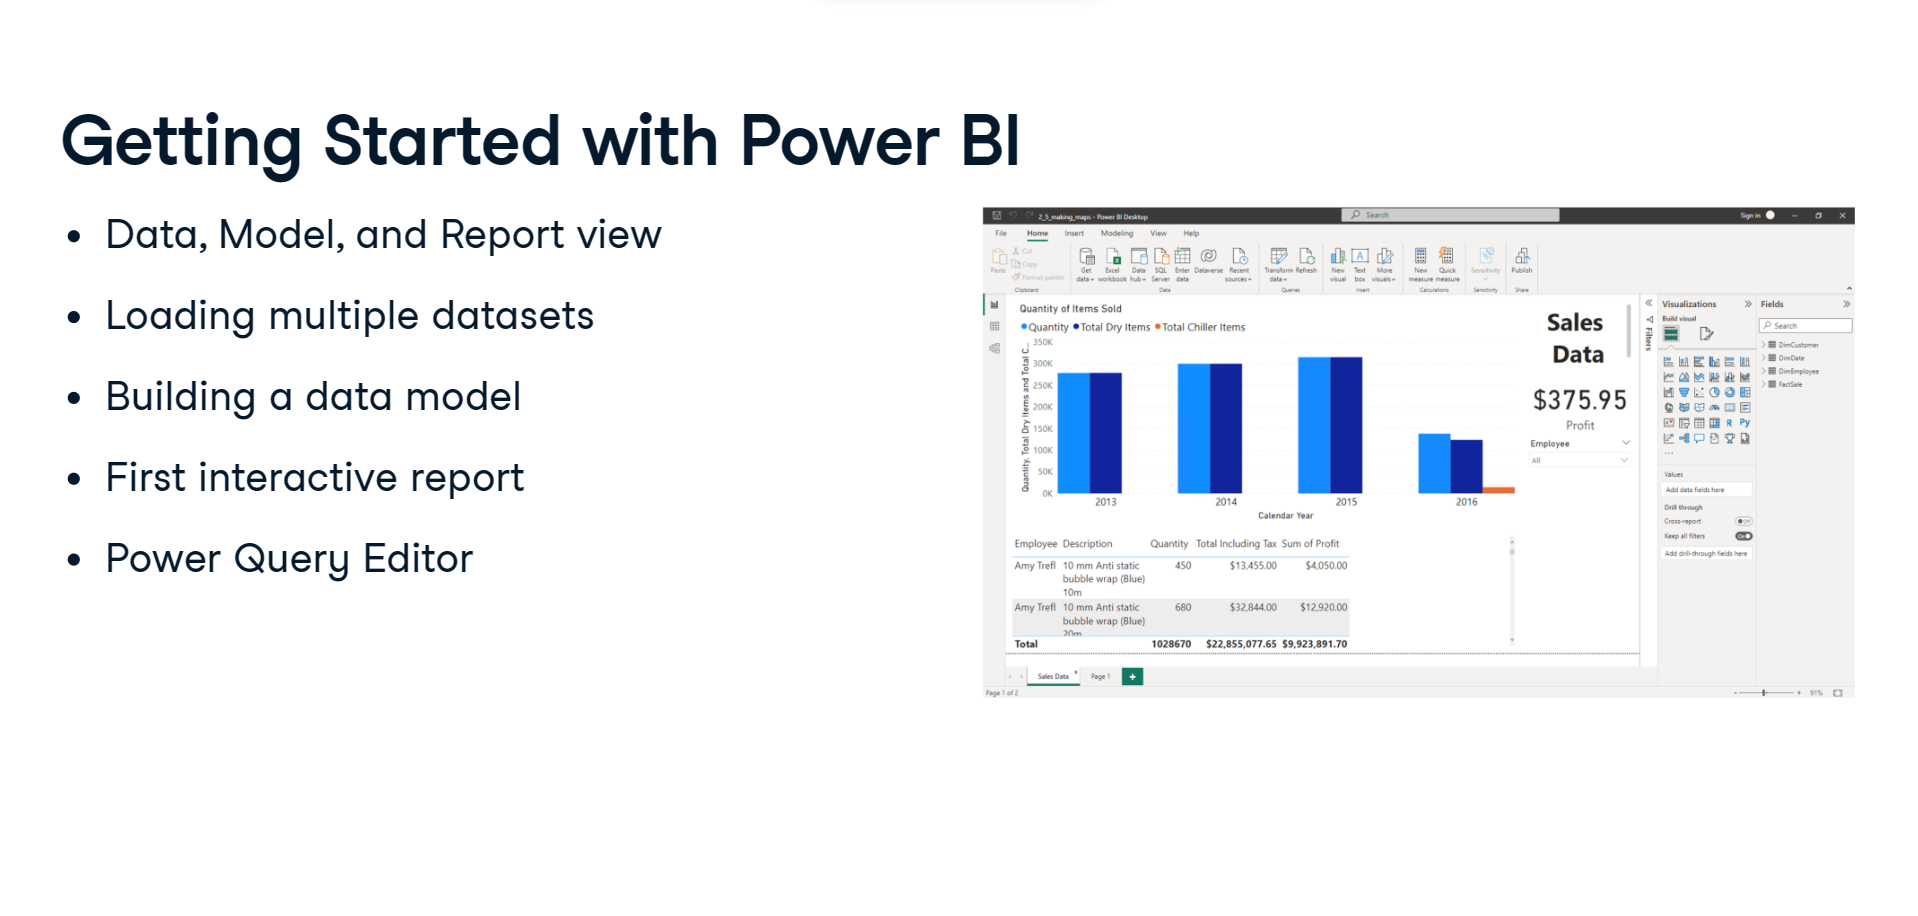 Getting Started with Power BI
• Data, Model, and Report view
• Loading multiple datasets
• Building a data model
• First interactive report
• Power Query Editor
2_5_making_maps - Power BI Desktop
Search
Sign in
File Home Insert Modeling View Help
Paste
Cut
Copy
Format painter
Get data
Excel workbook
Data hub
SQL Server
Enter data
Dataverse
Recent sources
Transform data
Refresh
New visual
Text box
More visuals
New measure
Quick measure
Sensitivity
Publish
Clipboard
Data
Queries
Insert
Calculations
Sensitivity
Share
Quantity of Items Sold
Quantity Total Dry Items Total Chiller Items
Quantity, Total Dry Items and Total C...
350K
300K
250K
200K
150K
100K
50K
0K
2013 2014 2015 2016
Calendar Year
Sales
Data
$375.95
Profit
Employee
All
Employee Description Quantity Total Including Tax Sum of Profit
Amy Trefl 10 mm Anti static 450 $13,455.00 $4,050.00
bubble wrap (Blue)
10m
Amy Trefl 10 mm Anti static 680 $32,844.00 $12,920.00
bubble wrap (Blue)
20m
Total 1028670 $22,855,077.65 $9,923,891.70
Filters
Visualizations
Build visual
R Py
Values
Add data fields here
Drill through
Cross-report
Off
Keep all filters
On
Add drill-through fields here
Fields
Search
DimCustomer
DimDate
DimEmployee
FactSale
Sales Data Page 1 +
Page 1 of 2
- + 91%